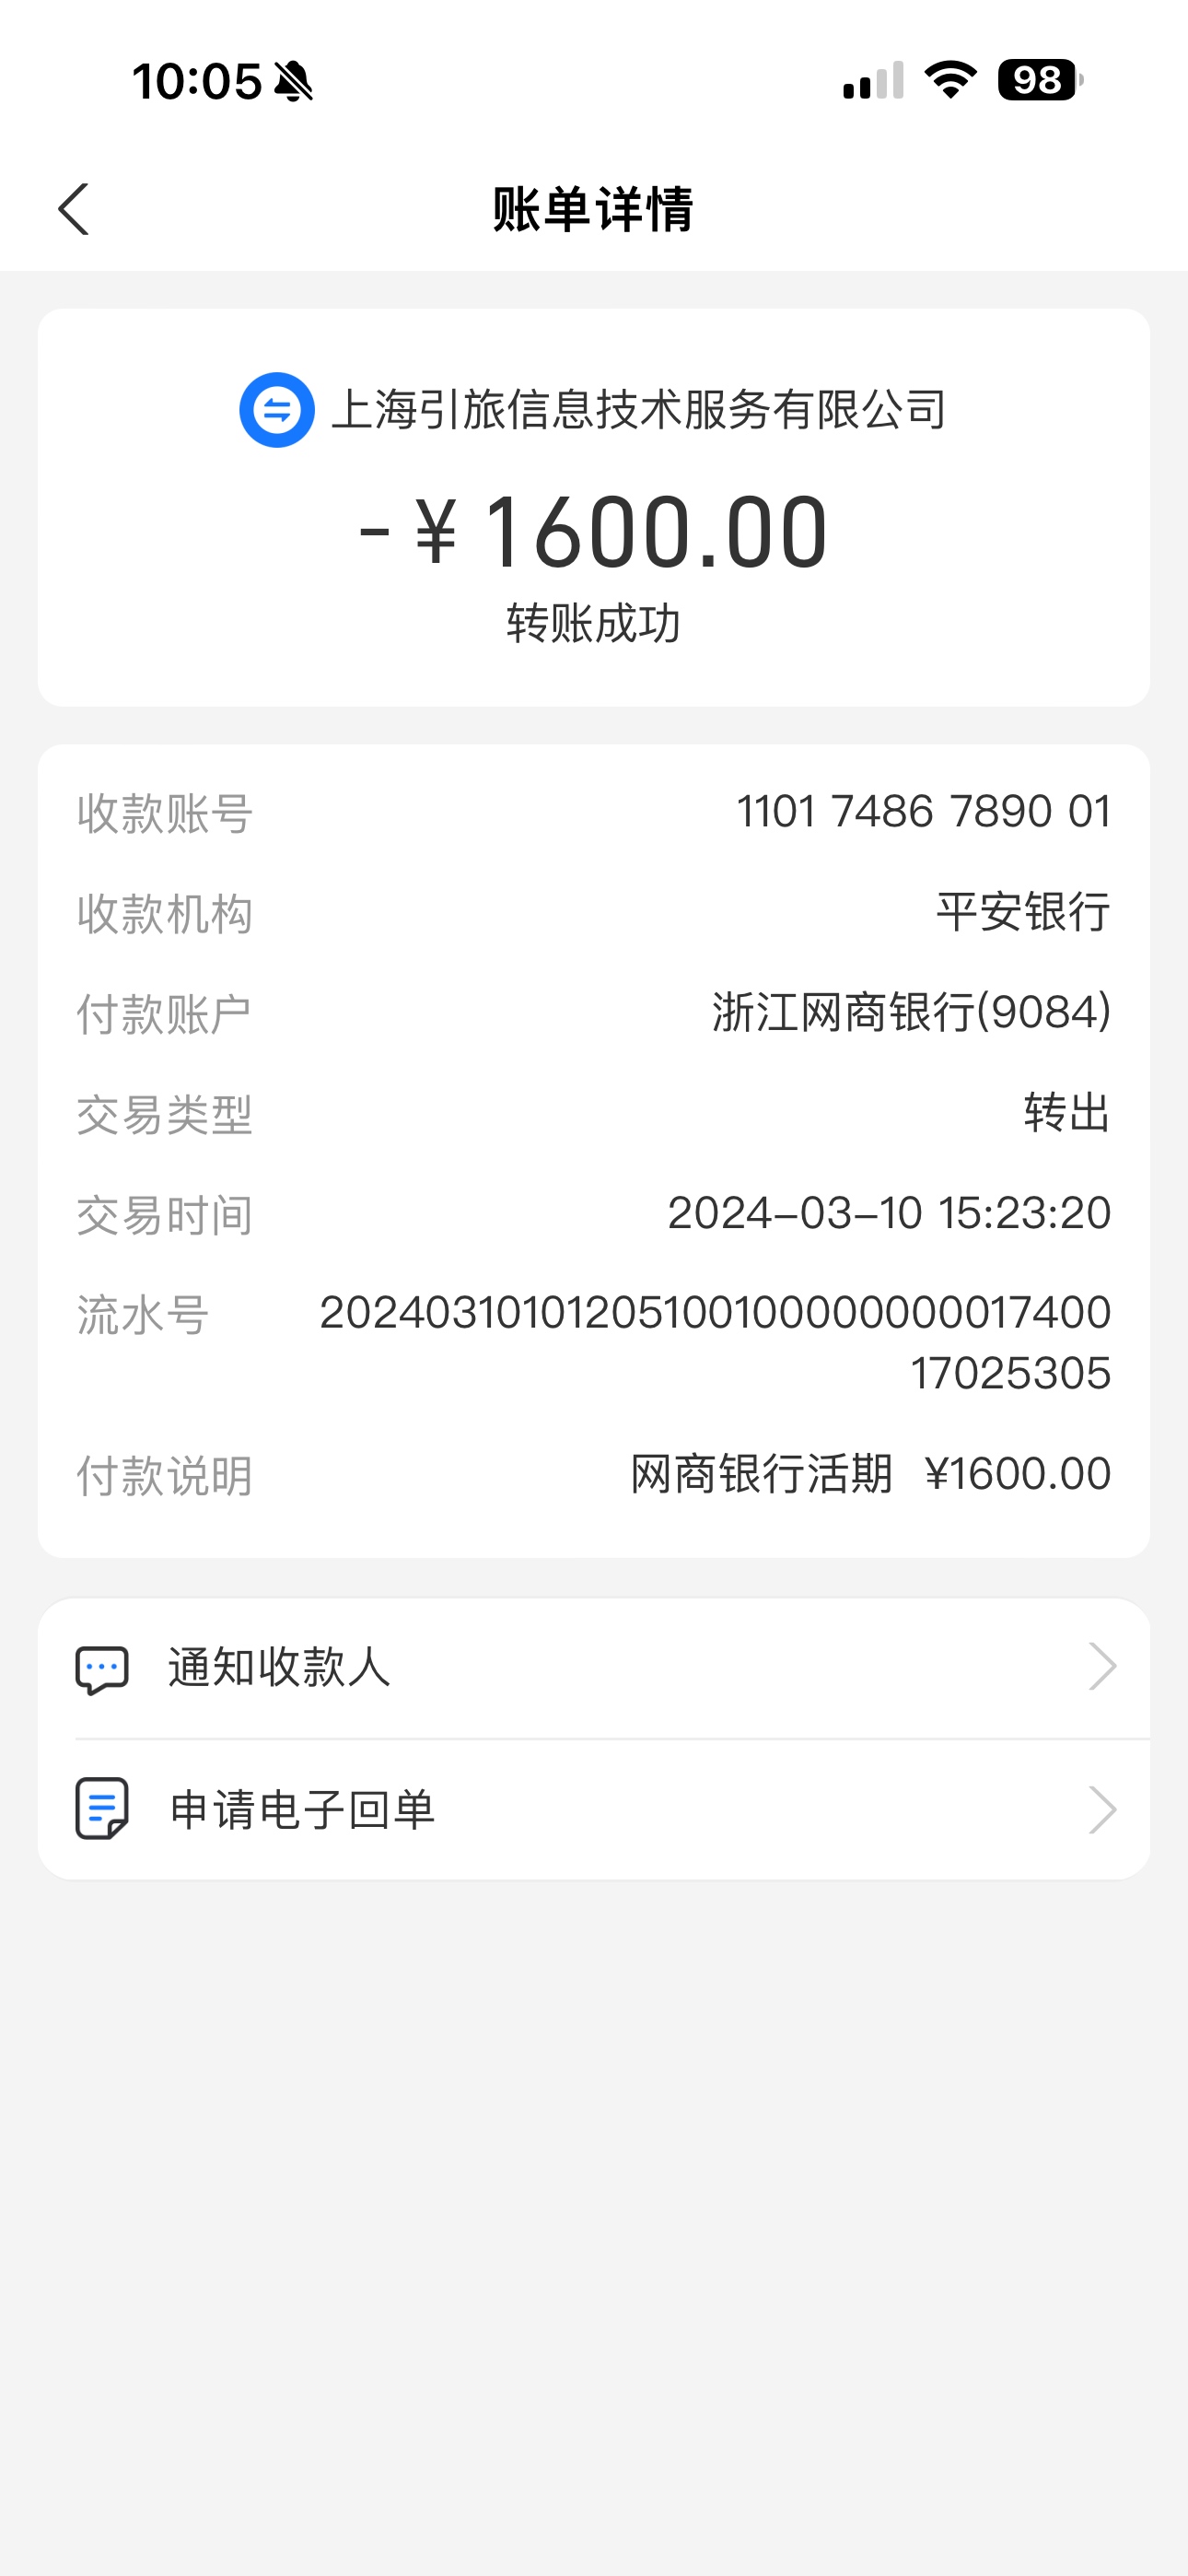 10:05
98
账单详情
上海引旅信息技术服务有限公司
-¥1600.00
转账成功
收款账号 1101 7486 7890 01
收款机构 平安银行
付款账户 浙江网商银行(9084)
交易类型 转出
交易时间 2024-03-10 15:23:20
流水号 20240310101205100100000000017400
17025305
付款说明 网商银行活期 ¥1600.00
通知收款人
申请电子回单